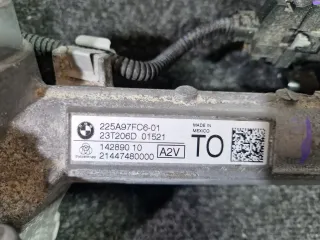 225A97FC6-01
23T206D 01521
142890 10
A2V
21447480000
MADE IN
MEXICO
TO